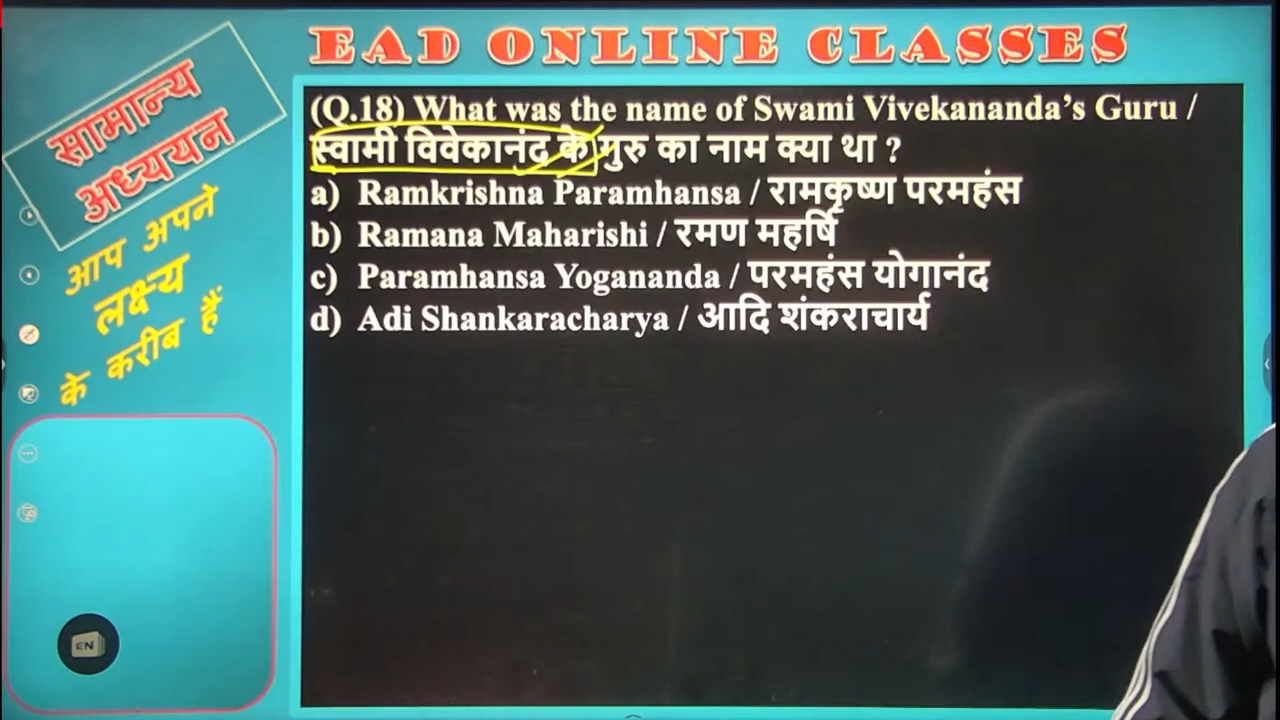 EAD ONLINE CLASSES
सामान्य
अध्ययन
आप अपने
लक्ष्य
के करीब हैं
(Q.18) What was the name of Swami Vivekananda’s Guru /
स्वामी विवेकानंद के गुरु का नाम क्या था ?
a) Ramkrishna Paramhansa / रामकृष्ण परमहंस
b) Ramana Maharishi / रमण महर्षि
c) Paramhansa Yogananda / परमहंस योगानंद
d) Adi Shankaracharya / आदि शंकराचार्य
EN